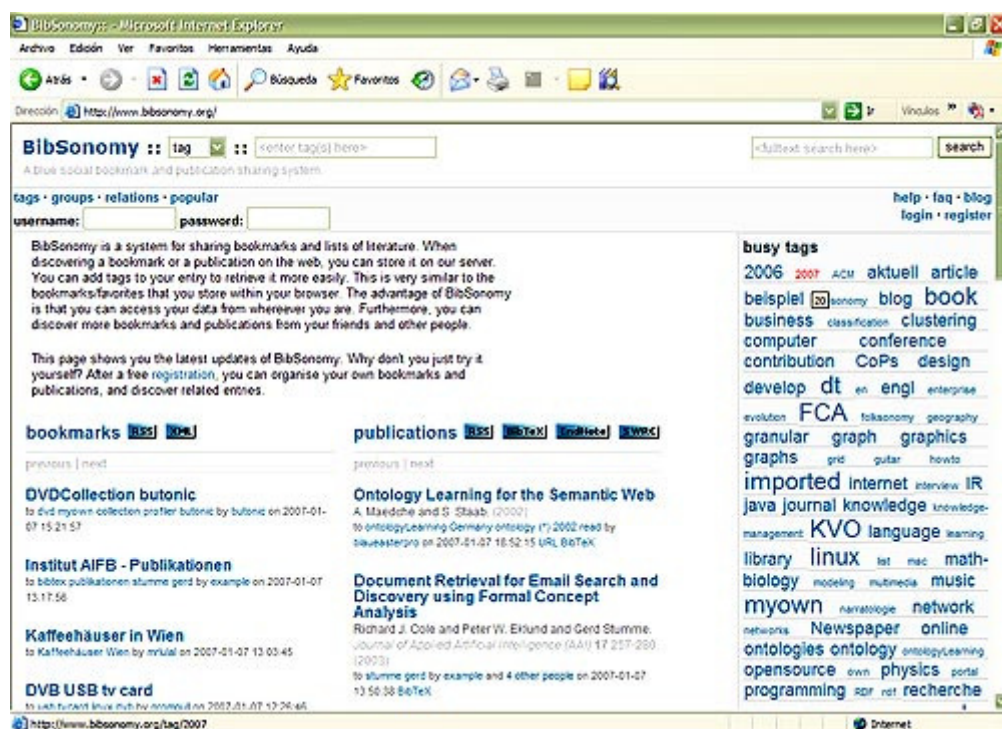 BibSonomy:: - Microsoft Internet Explorer
Archivo Edición Ver Favoritos Herramientas Ayuda
Atrás Búsqueda Favoritos
Dirección http://www.bibsonomy.org/ Ir Vínculos »
BibSonomy :: tag :: <enter tag(s) here> <fulltext search here> search
A blue social bookmark and publication sharing system.
tags · groups · relations · popular help · faq · blog
username: password: login · register
BibSonomy is a system for sharing bookmarks and lists of literature. When
discovering a bookmark or a publication on the web, you can store it on our server.
You can add tags to your entry to retrieve it more easily. This is very similar to the
bookmarks/favorites that you store within your browser. The advantage of BibSonomy
is that you can access your data from whereever you are. Furthermore, you can
discover more bookmarks and publications from your friends and other people.
This page shows you the latest updates of BibSonomy. Why don't you just try it
yourself? After a free registration, you can organise your own bookmarks and
publications, and discover related entries.
bookmarks RSS XML
previous | next
DVDCollection butonic
to dvd myown collection profiler butonic by butonic on 2007-01-
07 15:21:57
Institut AIFB - Publikationen
to bibtex publikationen stumme gerd by example on 2007-01-07
13:17:56
Kaffeehäuser in Wien
to Kaffeehäuser Wien by mrlulal on 2007-01-07 13:03:45
DVB USB tv card
to usb tvcard linux dvb by on 2007-01-07 12:26:46
publications RSS BibTeX EndNote SWRC
previous | next
Ontology Learning for the Semantic Web
A. Maedche and S. Staab. (2002)
to ontologyLearning Germany ontology (*) 2002 read by
blaueasterpro on 2007-01-07 18:52:15 URL BibTeX
Document Retrieval for Email Search and
Discovery using Formal Concept
Analysis
Richard J. Cole and Peter W. Eklund and Gerd Stumme.
Journal of Applied Artificial Intelligence (AAI) 17 257-280
(2003)
to stumme gerd by example and 4 other people on 2007-01-07
13:50:38 BibTeX
busy tags
2006 2007 ACM aktuell article
beispiel 20 sonomy blog book
business classification clustering
computer conference
contribution CoPs design
develop dt en engl enterprise
evolution FCA folksonomy geography
granular graph graphics
graphs grid guitar howto
imported internet interview IR
java journal knowledge knowledge-
management KVO language learning
library linux list mac math-
biology modeling multimedia music
myown narratologie network
networks Newspaper online
ontologies ontology ontologyLearning
opensource own physics portal
programming RDF rdf recherche
http://www.bibsonomy.org/tag/2007 Internet